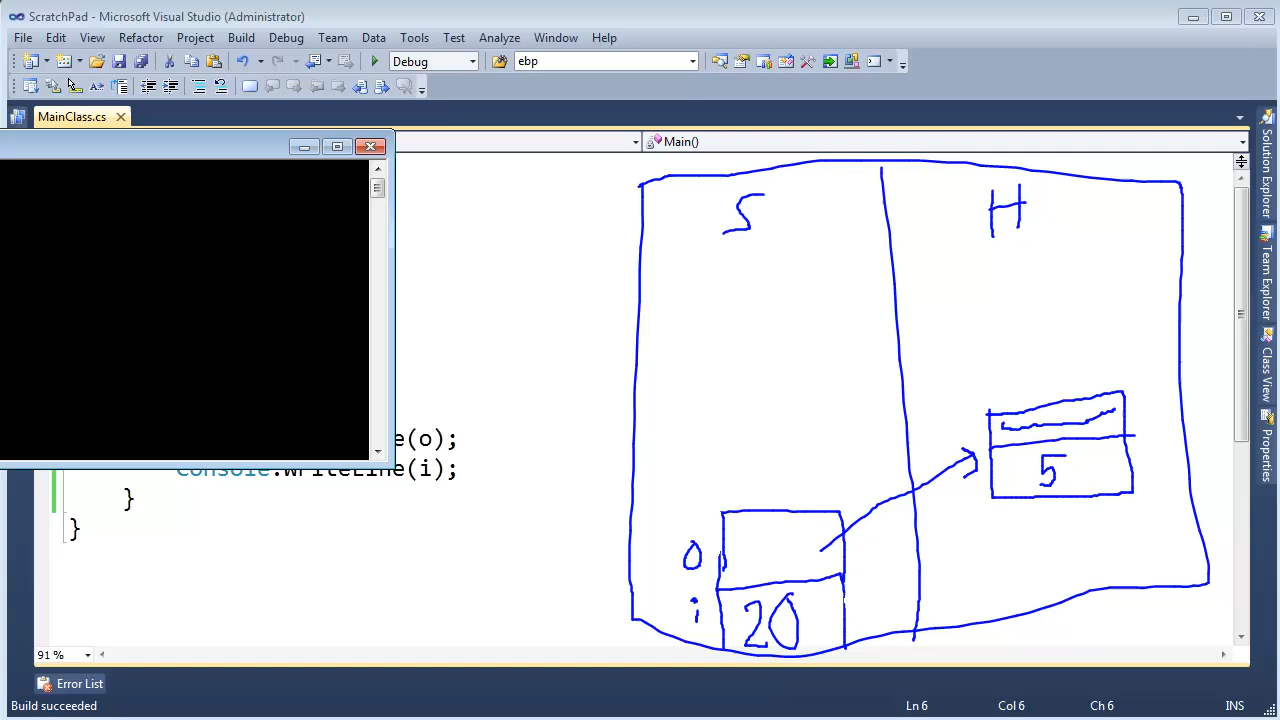 ScratchPad - Microsoft Visual Studio (Administrator)
File Edit View Refactor Project Build Debug Team Data Tools Test Analyze Window Help
Debug ebp
MainClass.cs
Main()
S H
(o);
Console.WriteLine(i);
}
}
5
o
i 20
91 %
Error List
Build succeeded Ln 6 Col 6 Ch 6 INS
Solution Explorer
Team Explorer
Class View
Properties